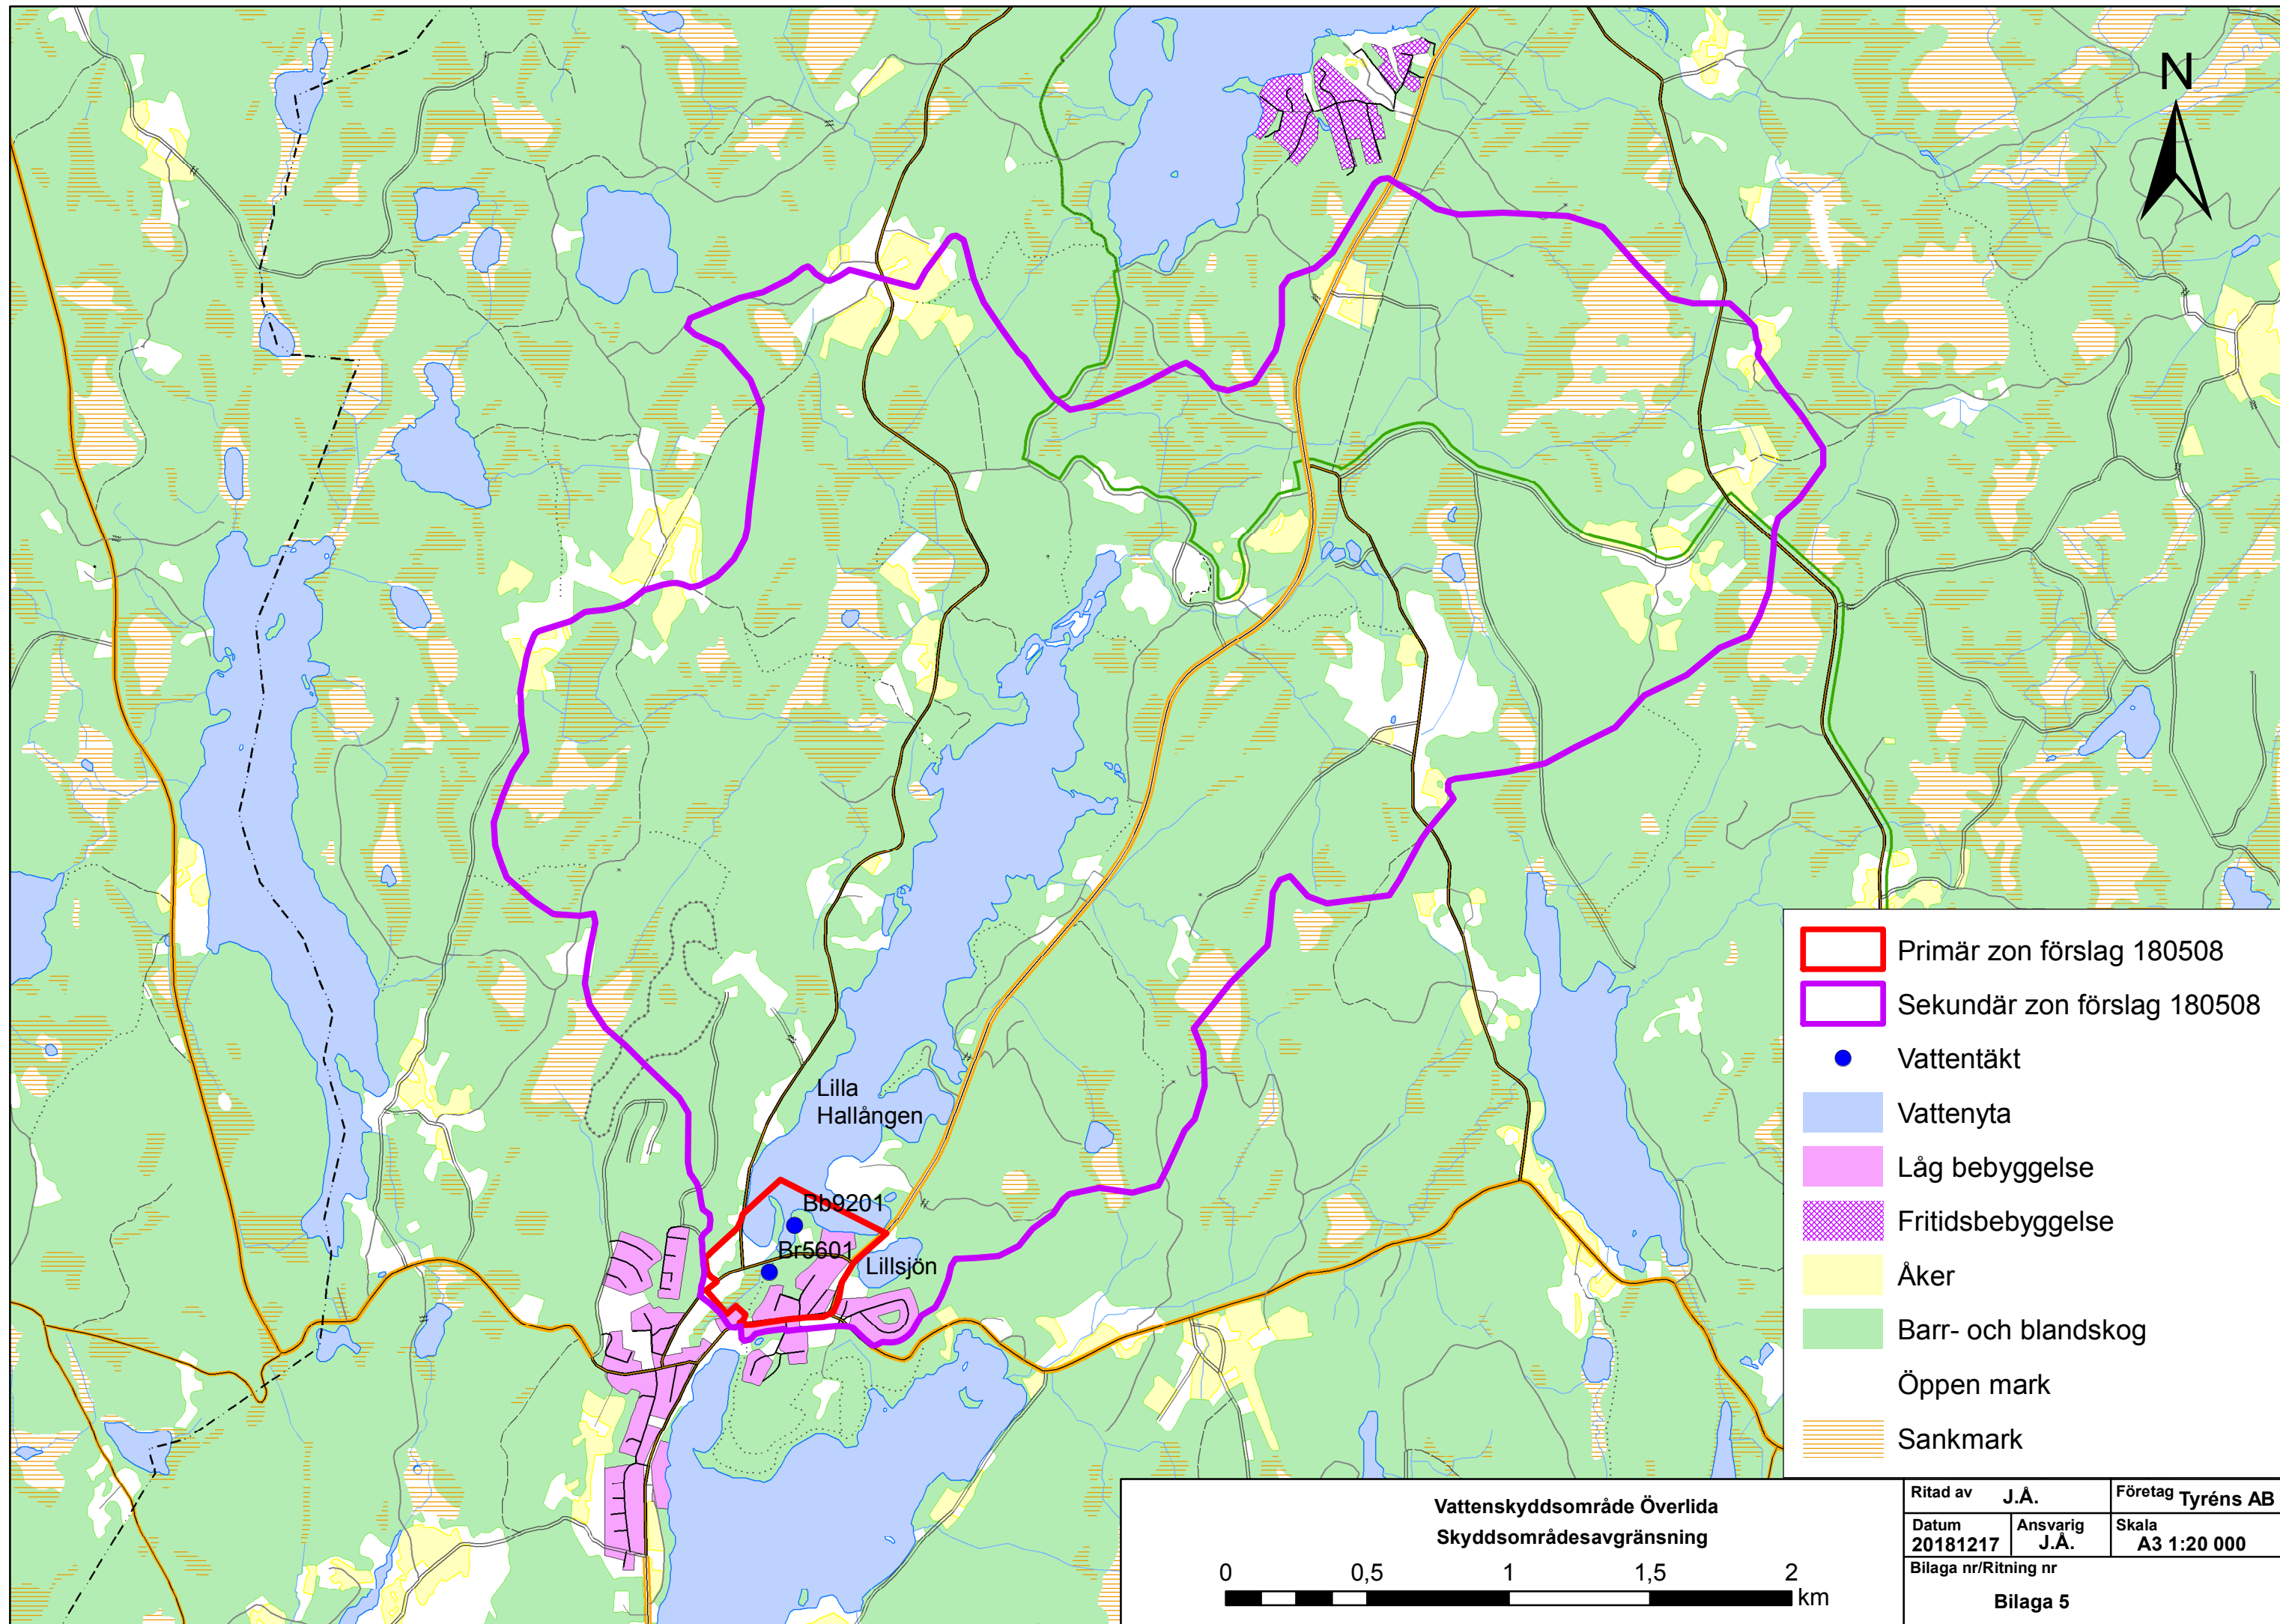 N
Lilla
Hallången
Bb9201
Br5601
Lillsjön
Primär zon förslag 180508
Sekundär zon förslag 180508
Vattentäkt
Vattenyta
Låg bebyggelse
Fritidsbebyggelse
Åker
Barr- och blandskog
Öppen mark
Sankmark
Vattenskyddsområde Överlida
Skyddsområdesavgränsning
0 0,5 1 1,5 2
km
Ritad av J.Å. Företag Tyréns AB
Datum Ansvarig Skala
20181217 J.Å. A3 1:20 000
Bilaga nr/Ritning nr
Bilaga 5